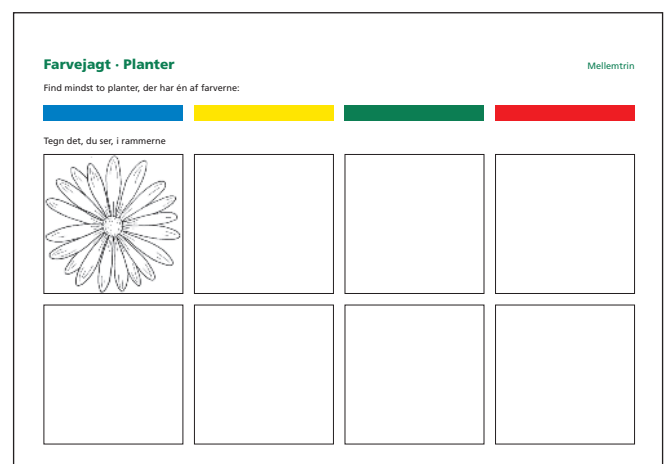 Farvejagt · Planter
Mellemtrin
Find mindst to planter, der har én af farverne:
Tegn det, du ser, i rammerne